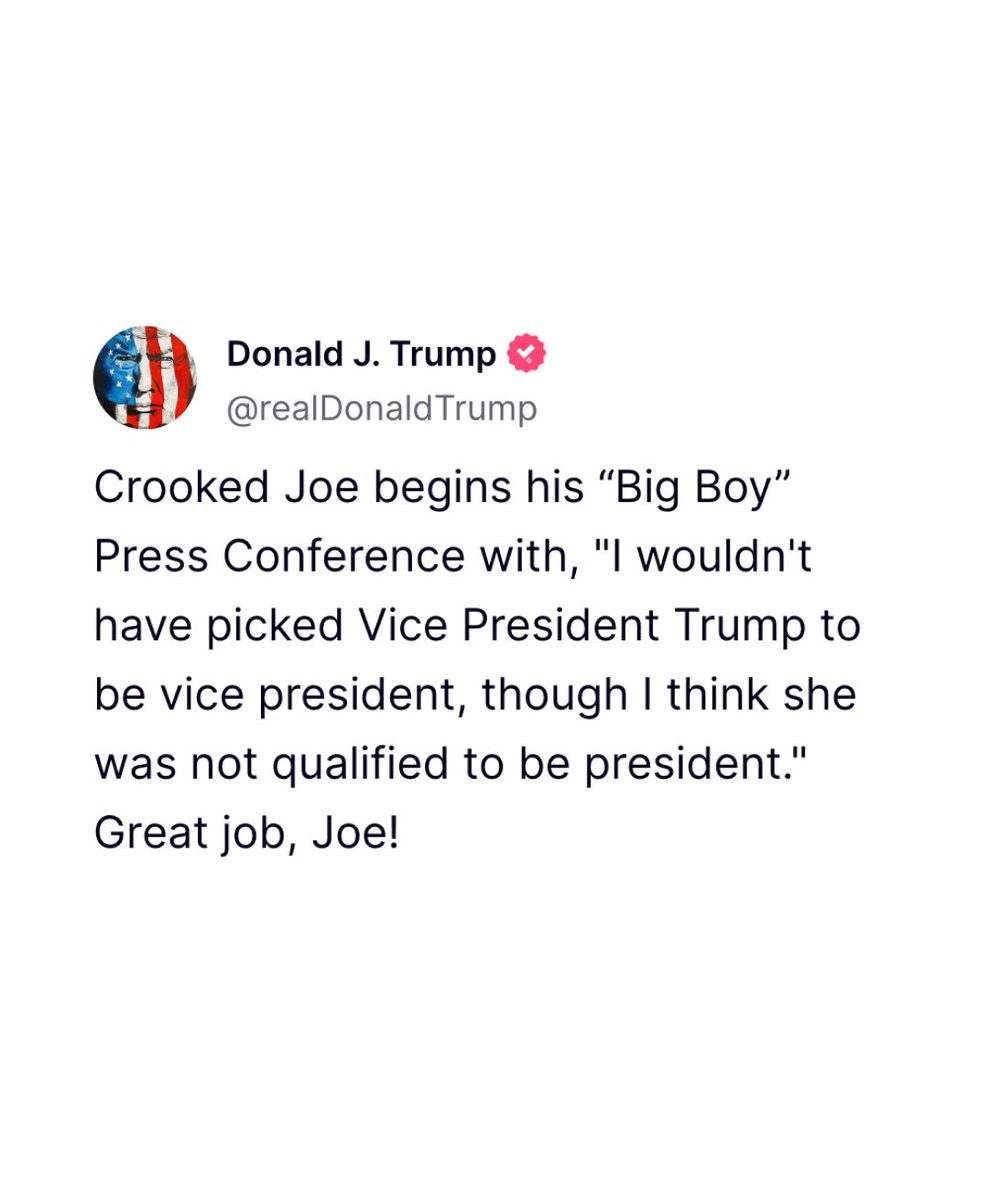 Donald J. Trump
@realDonaldTrump
Crooked Joe begins his “Big Boy”
Press Conference with, "I wouldn't
have picked Vice President Trump to
be vice president, though I think she
was not qualified to be president."
Great job, Joe!